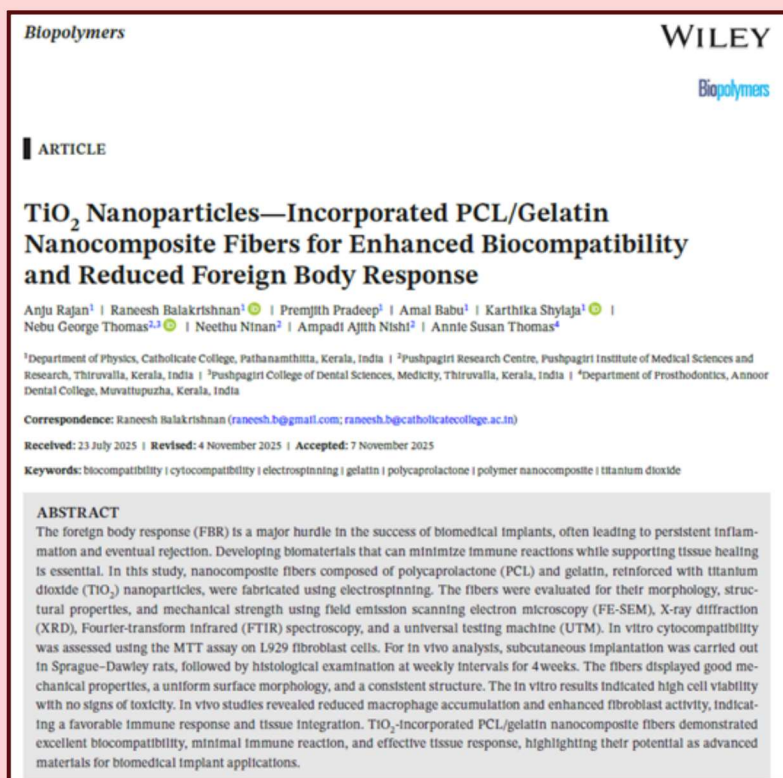 Biopolymers
WILEY
Biopolymers
ARTICLE
TiO₂ Nanoparticles—Incorporated PCL/Gelatin
Nanocomposite Fibers for Enhanced Biocompatibility
and Reduced Foreign Body Response
Anju Rajan¹ | Raneesh Balakrishnan¹ | Premjith Pradeep¹ | Amal Babu¹ | Karthika Shylaja¹ |
Nebu George Thomas²,³ | Neethu Ninan² | Ampadi Ajith Nishi² | Annie Susan Thomas⁴
¹Department of Physics, Catholicate College, Pathanamthitta, Kerala, India | ²Pushpagiri Research Centre, Pushpagiri Institute of Medical Sciences and
Research, Thiruvalla, Kerala, India | ³Pushpagiri College of Dental Sciences, Medicity, Thiruvalla, Kerala, India | ⁴Department of Prosthodontics, Annoor
Dental College, Muvattupuzha, Kerala, India
Correspondence: Raneesh Balakrishnan (raneesh.b@gmail.com; raneesh.b@catholicatecollege.ac.in)
Received: 23 July 2025 | Revised: 4 November 2025 | Accepted: 7 November 2025
Keywords: biocompatibility | cytocompatibility | electrospinning | gelatin | polycaprolactone | polymer nanocomposite | titanium dioxide
ABSTRACT
The foreign body response (FBR) is a major hurdle in the success of biomedical implants, often leading to persistent inflam-
mation and eventual rejection. Developing biomaterials that can minimize immune reactions while supporting tissue healing
is essential. In this study, nanocomposite fibers composed of polycaprolactone (PCL) and gelatin, reinforced with titanium
dioxide (TiO₂) nanoparticles, were fabricated using electrospinning. The fibers were evaluated for their morphology, struc-
tural properties, and mechanical strength using field emission scanning electron microscopy (FE-SEM), X-ray diffraction
(XRD), Fourier-transform infrared (FTIR) spectroscopy, and a universal testing machine (UTM). In vitro cytocompatibility
was assessed using the MTT assay on L929 fibroblast cells. For in vivo analysis, subcutaneous implantation was carried out
in Sprague–Dawley rats, followed by histological examination at weekly intervals for 4 weeks. The fibers displayed good me-
chanical properties, a uniform surface morphology, and a consistent structure. The in vitro results indicated high cell viability
with no signs of toxicity. In vivo studies revealed reduced macrophage accumulation and enhanced fibroblast activity, indicat-
ing a favorable immune response and tissue integration. TiO₂-incorporated PCL/gelatin nanocomposite fibers demonstrated
excellent biocompatibility, minimal immune reaction, and effective tissue response, highlighting their potential as advanced
materials for biomedical implant applications.